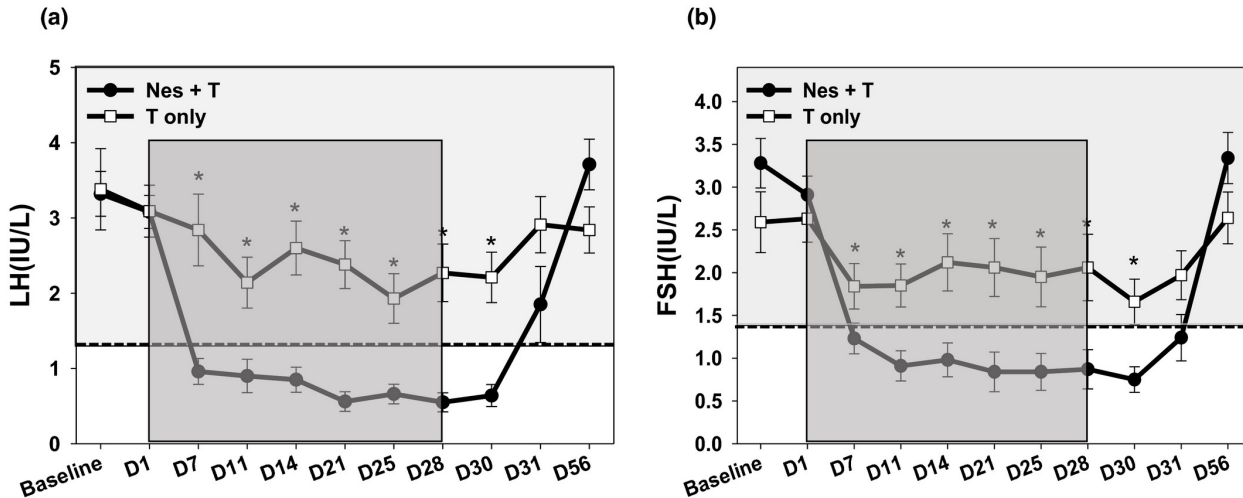 (a)
LH(IU/L)
5
4
3
2
1
0
Nes + T
T only
* * * * * * *
Baseline D1 D7 D11 D14 D21 D25 D28 D30 D31 D56
(b)
FSH(IU/L)
4.0
3.5
3.0
2.5
2.0
1.5
1.0
0.5
0.0
Nes + T
T only
* * * * * * *
Baseline D1 D7 D11 D14 D21 D25 D28 D30 D31 D56